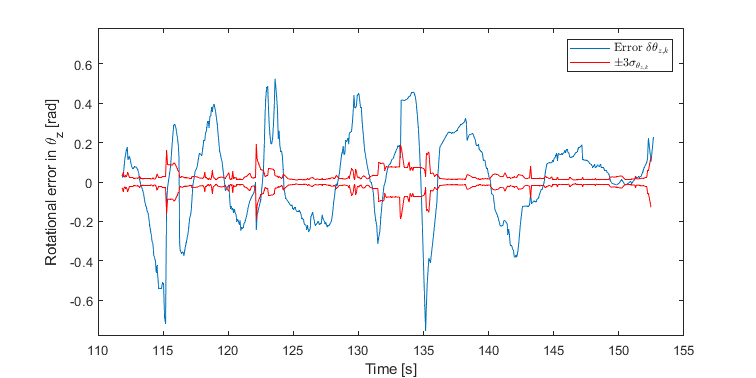 Error δθz,k
±3σθz,k
0.6
0.4
0.2
0
-0.2
-0.4
-0.6
Rotational error in θz [rad]
110 115 120 125 130 135 140 145 150 155
Time [s]